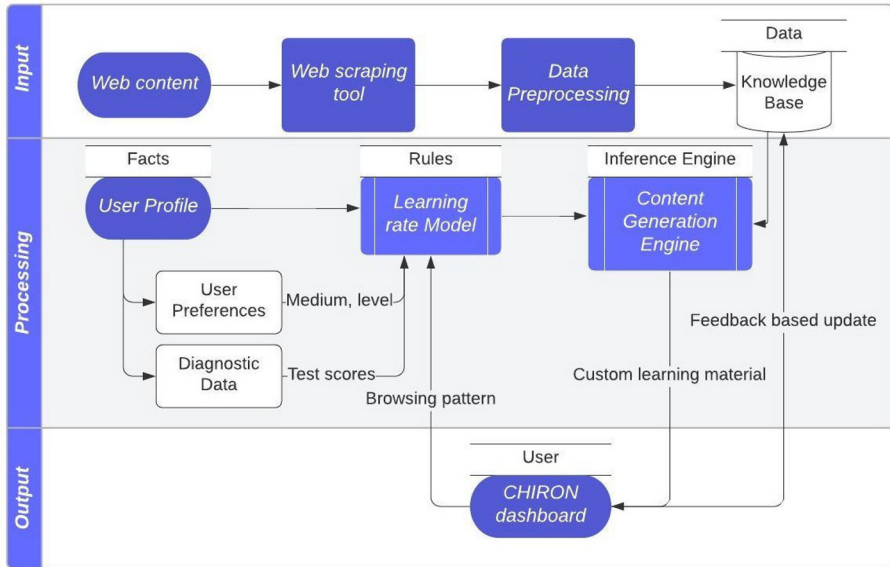 Input
Web content
Web scraping
tool
Data
Preprocessing
Data
Knowledge
Base
Processing
Facts
User Profile
Rules
Learning
rate Model
Inference Engine
Content
Generation
Engine
User
Preferences
Medium, level
Diagnostic
Data
Test scores
Browsing pattern
Feedback based update
Custom learning material
Output
User
CHIRON
dashboard